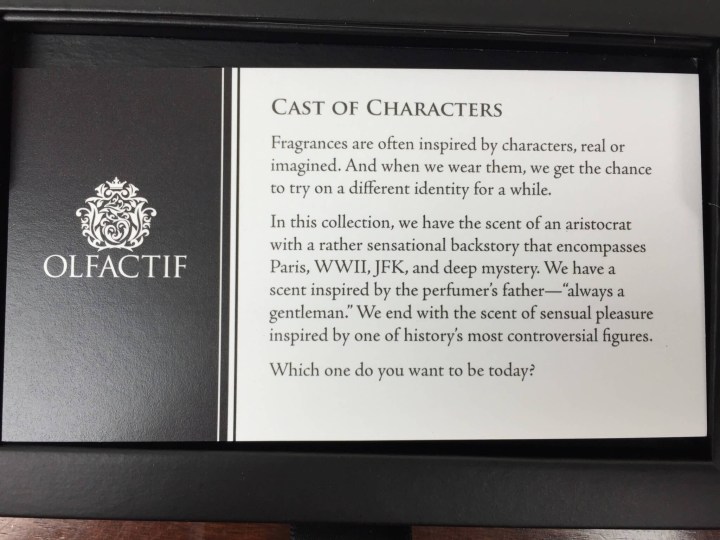 OLFACTIF
CAST OF CHARACTERS
Fragrances are often inspired by characters, real or
imagined. And when we wear them, we get the chance
to try on a different identity for a while.
In this collection, we have the scent of an aristocrat
with a rather sensational backstory that encompasses
Paris, WWII, JFK, and deep mystery. We have a
scent inspired by the perfumer's father—“always a
gentleman.” We end with the scent of sensual pleasure
inspired by one of history's most controversial figures.
Which one do you want to be today?